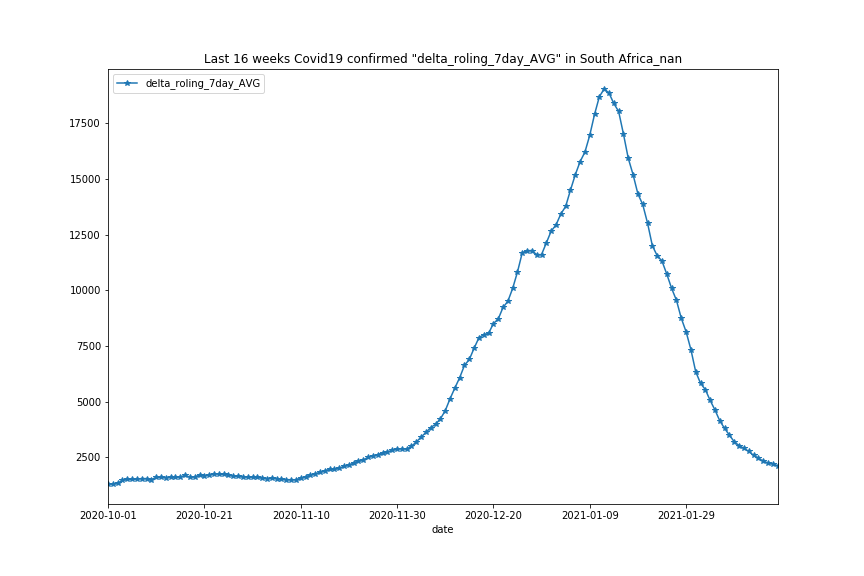 Last 16 weeks Covid19 confirmed "delta_roling_7day_AVG" in South Africa_nan
delta_roling_7day_AVG
17500
15000
12500
10000
7500
5000
2500
2020-10-01 2020-10-21 2020-11-10 2020-11-30 2020-12-20 2021-01-09 2021-01-29
date